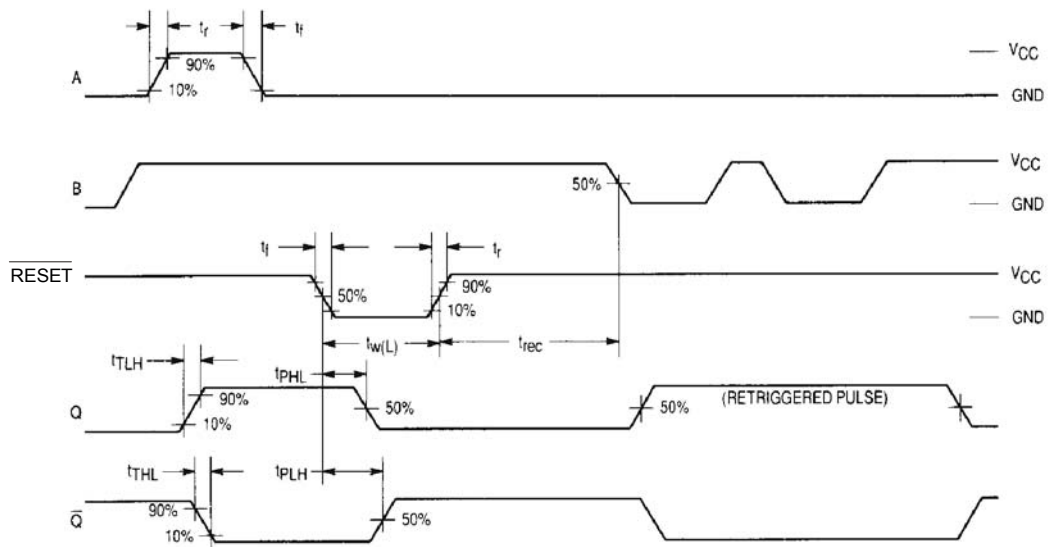 tr
tf
VCC
90%
A
10%
GND
VCC
50%
B
GND
tf
tr
RESET
VCC
90%
50%
10%
GND
tw(L)
trec
tTLH
tPHL
90%
(RETRIGGERED PULSE)
50%
50%
Q
10%
tTHL
tPLH
90%
50%
Q̅
10%